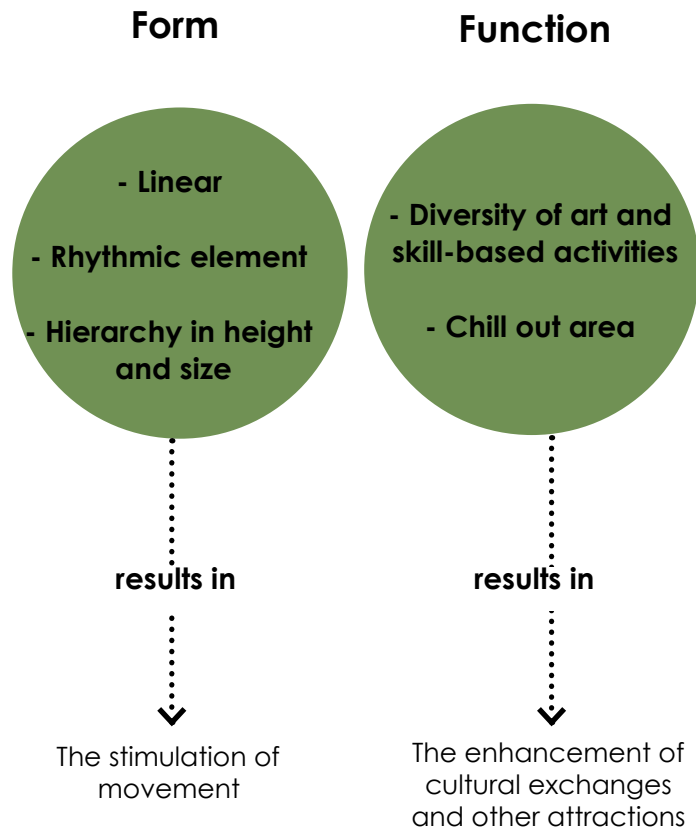 Form
Function
- Linear
- Rhythmic element
- Hierarchy in height
and size
- Diversity of art and
skill-based activities
- Chill out area
results in
results in
The stimulation of
movement
The enhancement of
cultural exchanges
and other attractions